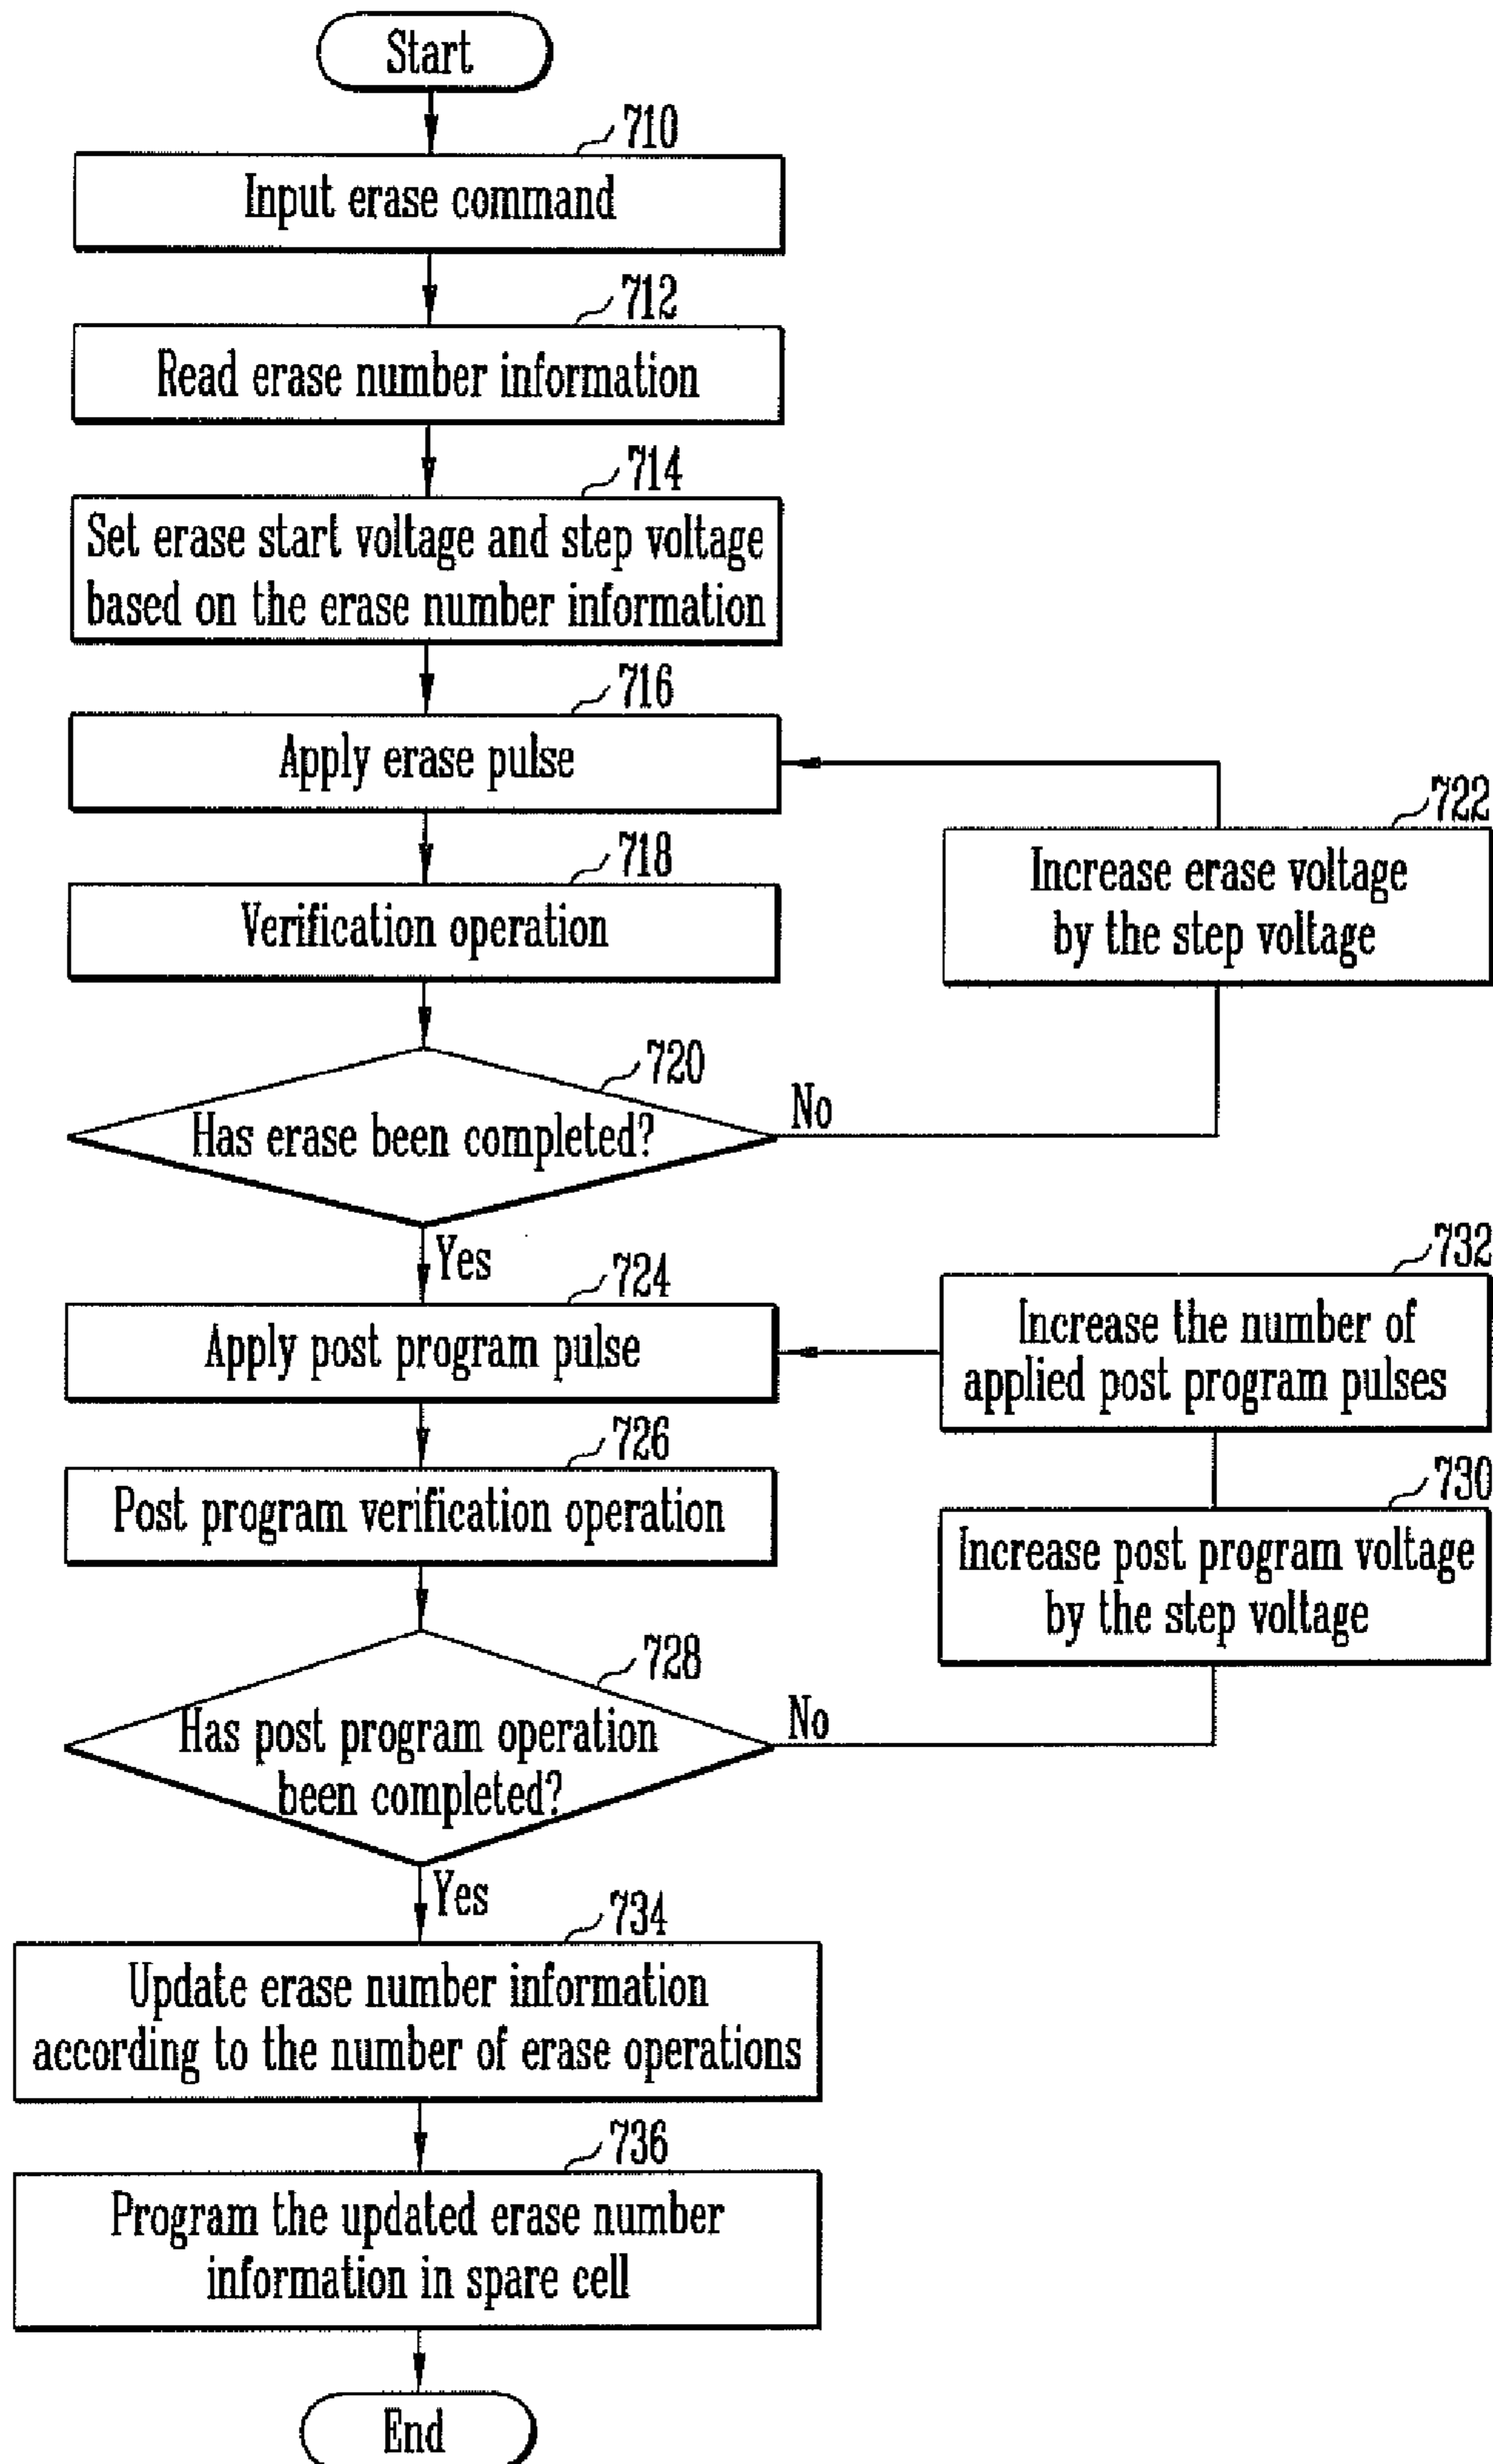 Start
710
Input erase command
712
Read erase number information
714
Set erase start voltage and step voltage
based on the erase number information
716
Apply erase pulse
722
Increase erase voltage
by the step voltage
718
Verification operation
720
Has erase been completed?
No
Yes
724
Apply post program pulse
732
Increase the number of
applied post program pulses
726
Post program verification operation
730
Increase post program voltage
by the step voltage
728
Has post program operation
been completed?
No
Yes
734
Update erase number information
according to the number of erase operations
736
Program the updated erase number
information in spare cell
End